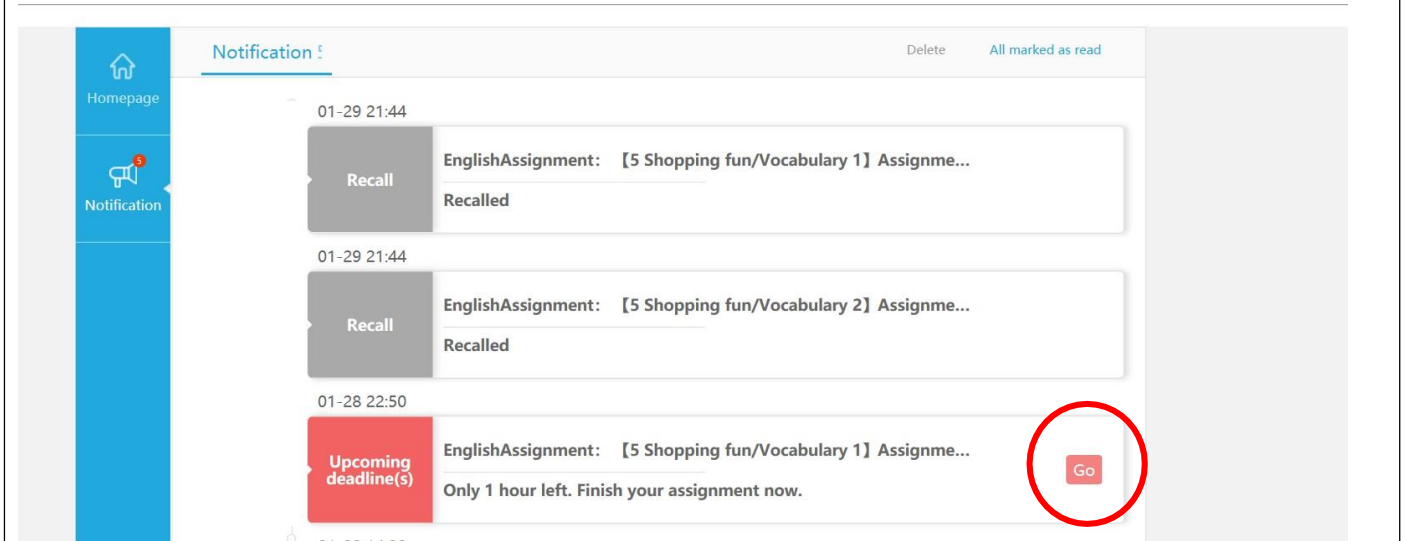 Homepage
5
Notification
Notification
Delete
All marked as read
01-29 21:44
Recall
EnglishAssignment: 【5 Shopping fun/Vocabulary 1】Assignme...
Recalled
01-29 21:44
Recall
EnglishAssignment: 【5 Shopping fun/Vocabulary 2】Assignme...
Recalled
01-28 22:50
Upcoming
deadline(s)
EnglishAssignment: 【5 Shopping fun/Vocabulary 1】Assignme...
Only 1 hour left. Finish your assignment now.
Go